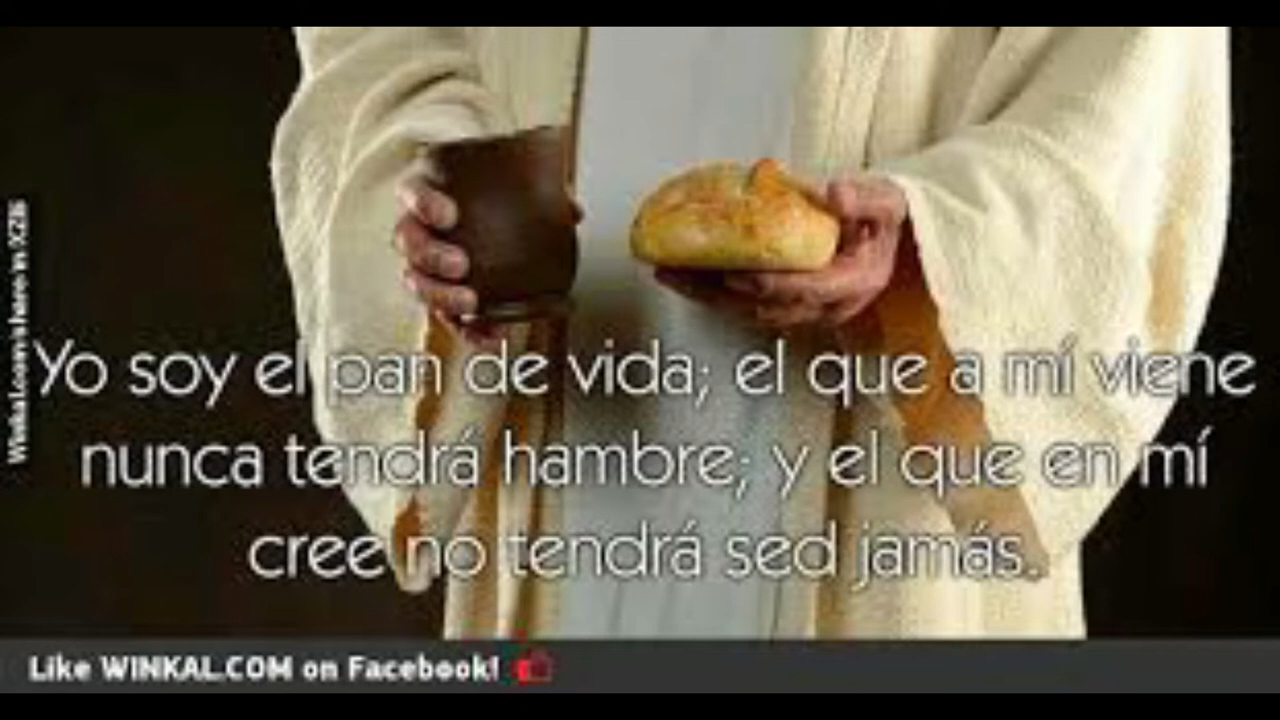 Yo soy el pan de vida; el que a mí viene
nunca tendrá hambre; y el que en mí
cree no tendrá sed jamás.
Like WINKAL.COM on Facebook!